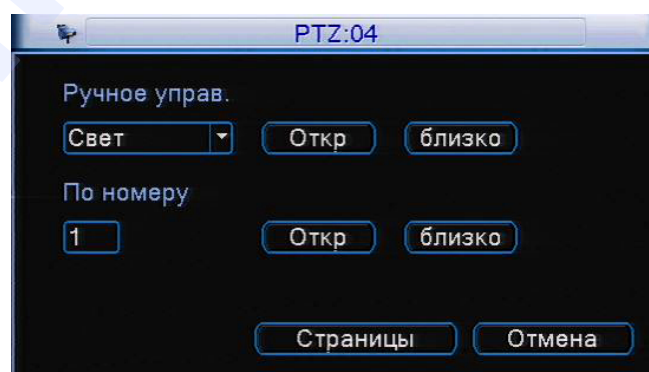 PTZ:04
Ручное управ.
Свет Откр близко
По номеру
1 Откр близко
Страницы Отмена